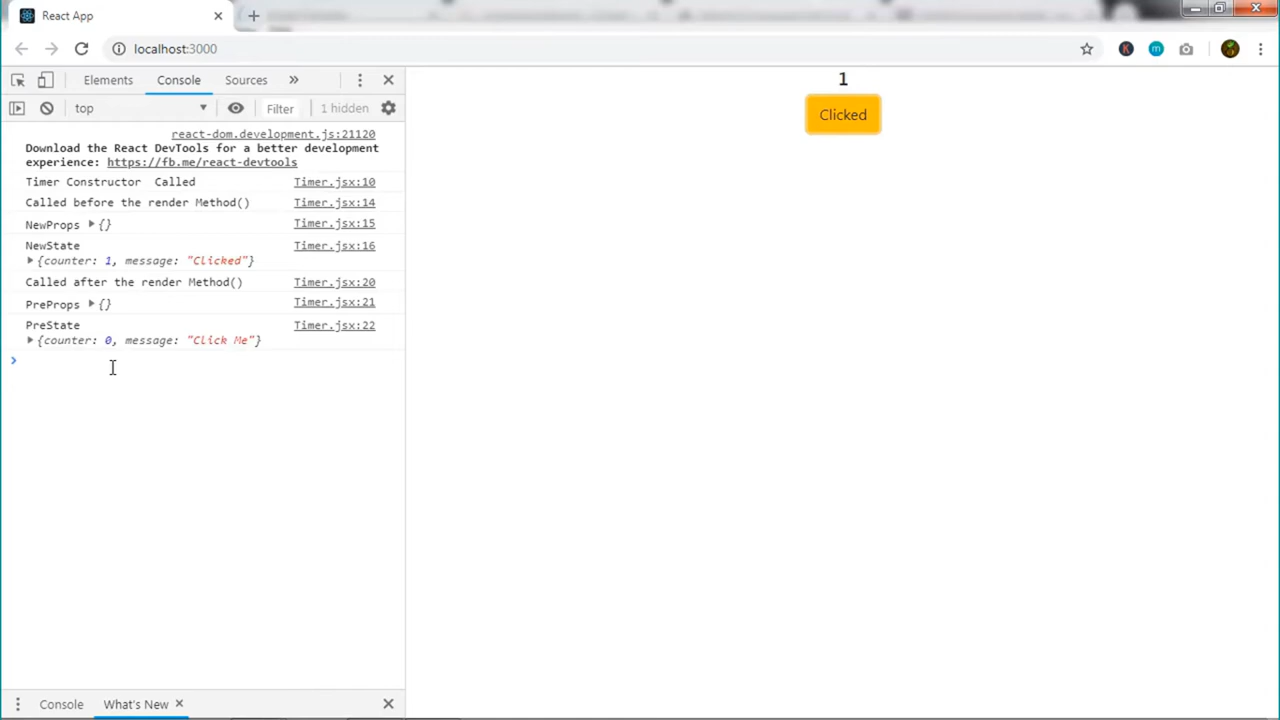 React App
localhost:3000
Elements Console Sources
top Filter 1 hidden
react-dom.development.js:21120
Download the React DevTools for a better development
experience: https://fb.me/react-devtools
Timer Constructor  Called Timer.jsx:10
Called before the render Method() Timer.jsx:14
NewProps {} Timer.jsx:15
NewState Timer.jsx:16
{counter: 1, message: "Clicked"}
Called after the render Method() Timer.jsx:20
PreProps {} Timer.jsx:21
PreState Timer.jsx:22
{counter: 0, message: "Click Me"}
Console What's New
1
Clicked